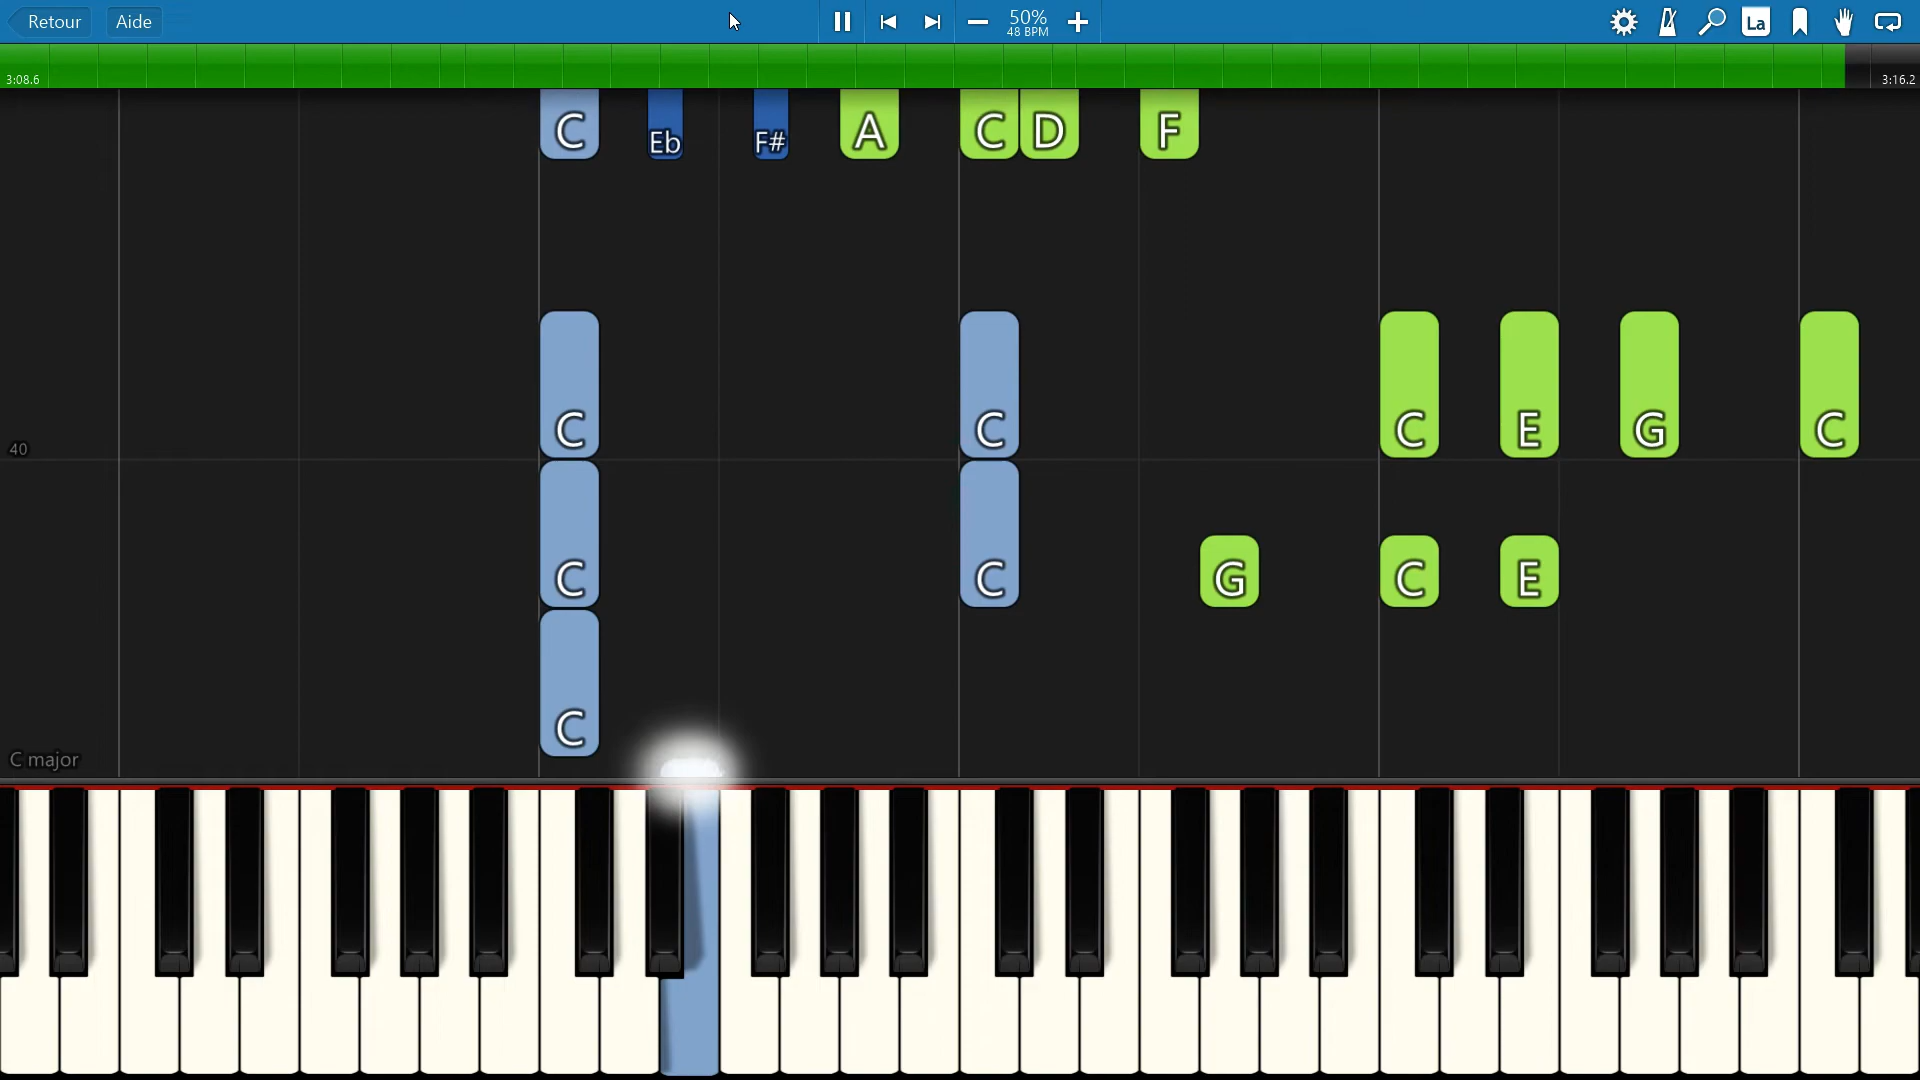 Retour Aide 50% La
48 BPM
3:08.6 3:16.2
C Eb F# A C D F
C C C E G C
40
C C G C E
C
C major